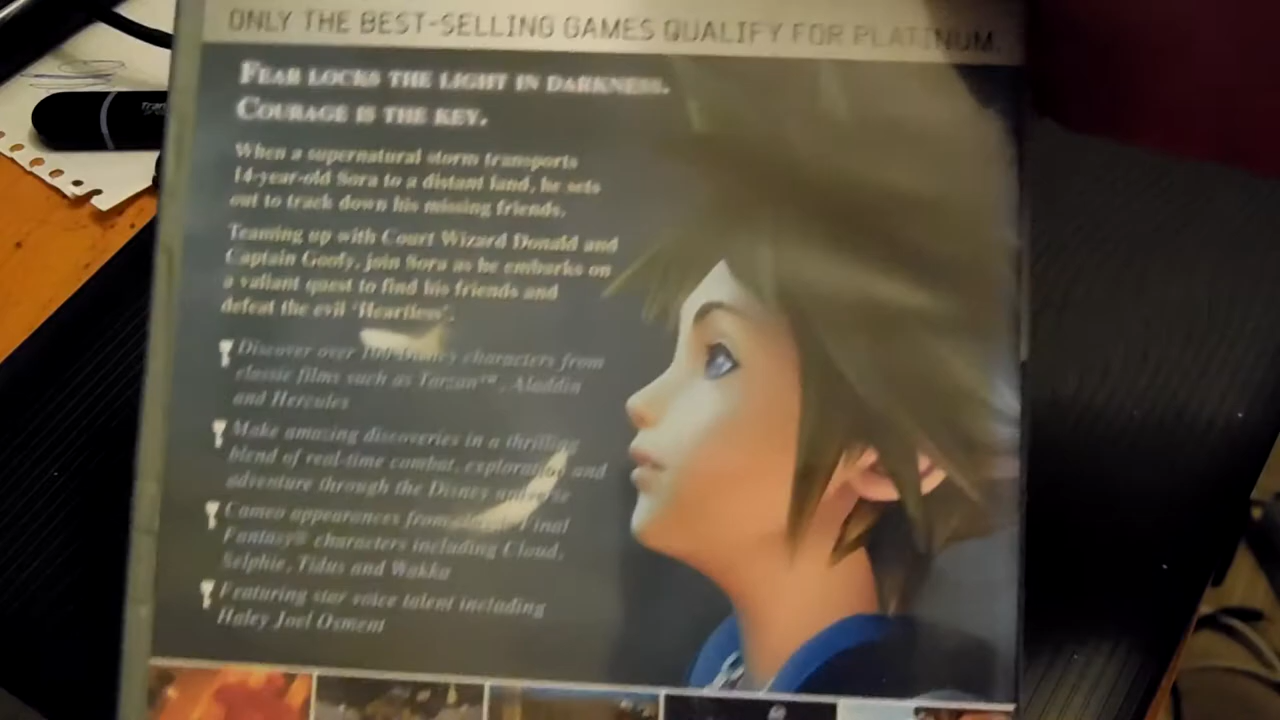 ONLY THE BEST-SELLING GAMES QUALIFY FOR PLATINUM.
FEAR LOCKS THE LIGHT IN DARKNESS.
COURAGE IS THE KEY.
When a supernatural storm transports
14-year-old Sora to a distant land, he sets
out to track down his missing friends.
Teaming up with Court Wizard Donald and
Captain Goofy, join Sora as he embarks on
a valiant quest to find his friends and
defeat the evil 'Heartless'.
Discover over 100 Disney characters from
classic films such as Tarzan™, Aladdin
and Hercules
Make amazing discoveries in a thrilling
blend of real-time combat, exploration and
adventure through the Disney universe
Cameo appearances from Final
Fantasy® characters including Cloud,
Selphie, Tidus and Wakka
Featuring star voice talent including
Haley Joel Osment